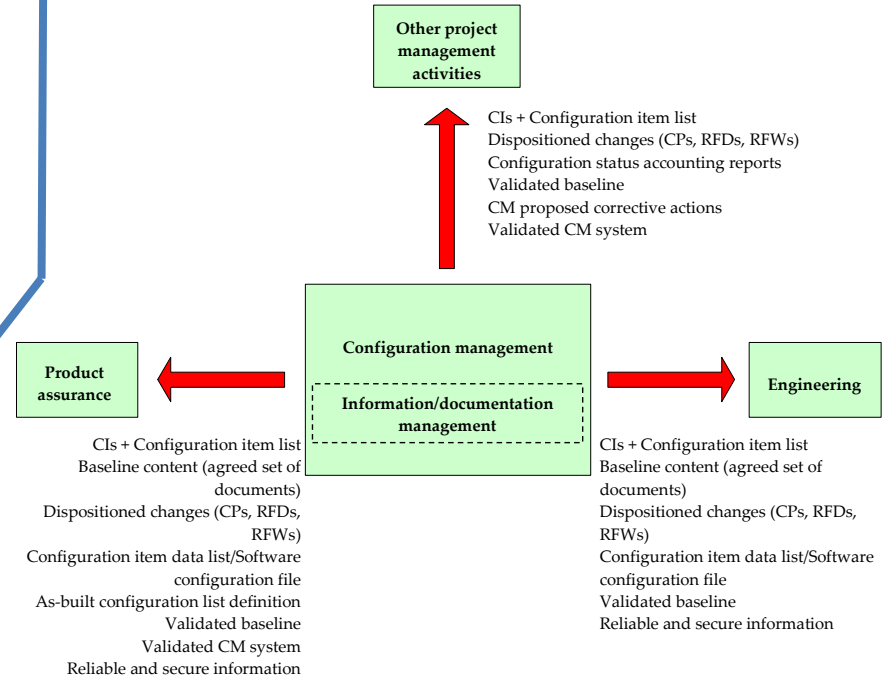 Other project
management
activities
CIs + Configuration item list
Dispositioned changes (CPs, RFDs, RFWs)
Configuration status accounting reports
Validated baseline
CM proposed corrective actions
Validated CM system
Configuration management
Information/documentation
management
Product
assurance
Engineering
CIs + Configuration item list
Baseline content (agreed set of
documents)
Dispositioned changes (CPs, RFDs,
RFWs)
Configuration item data list/Software
configuration file
As-built configuration list definition
Validated baseline
Validated CM system
Reliable and secure information
CIs + Configuration item list
Baseline content (agreed set of
documents)
Dispositioned changes (CPs, RFDs,
RFWs)
Configuration item data list/Software
configuration file
Validated baseline
Reliable and secure information